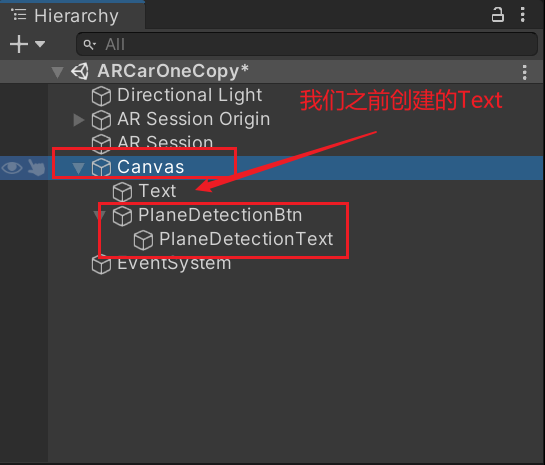 Hierarchy
All
ARCarOneCopy*
Directional Light
我们之前创建的Text
AR Session Origin
AR Session
Canvas
Text
PlaneDetectionBtn
PlaneDetectionText
EventSystem